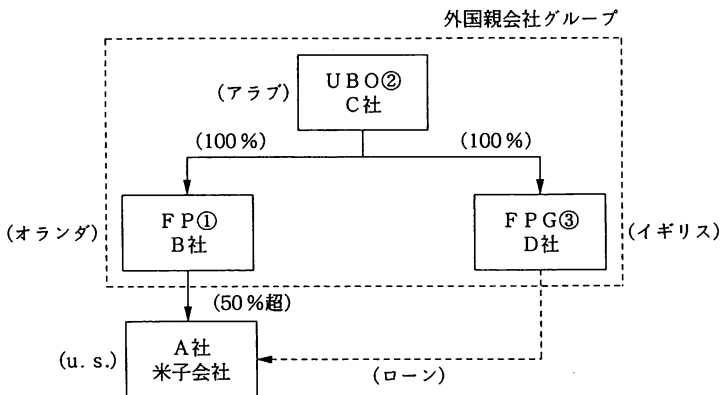 外国親会社グループ
(アラブ)
UBO②
C社
(100%)
(100%)
(オランダ)
FP①
B社
FPG③
D社
(イギリス)
(50%超)
(u. s.)
A社
米子会社
(ローン)